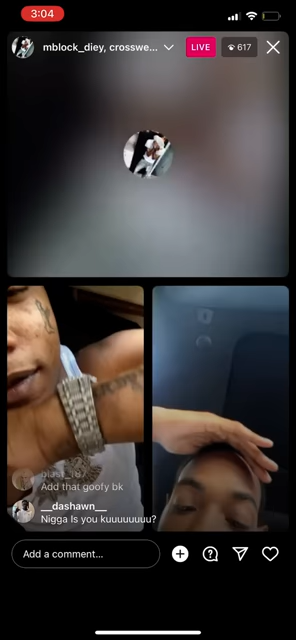 3:04
mblock_diey, crosswe...
LIVE
617
Add that goofy bk
__dashawn__
Nigga Is you kuuuuuuuu?
Add a comment...